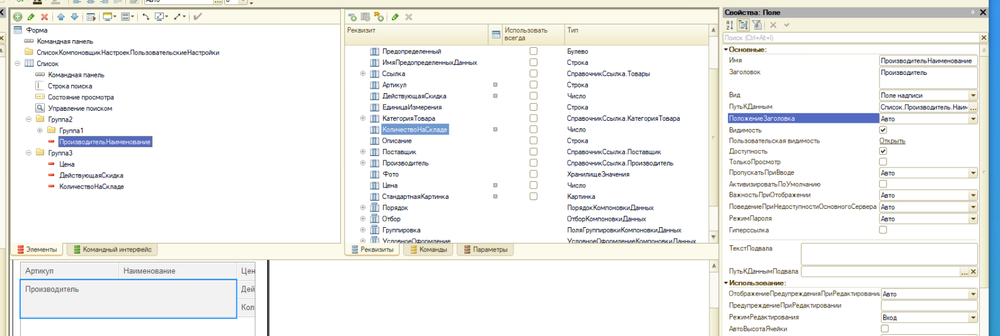 Авто
8
Форма
Командная панель
СписокКомпоновщикНастроекПользовательскиеНастройки
Список
Командная панель
Строка поиска
Состояние просмотра
Управление поиском
Группа2
Группа1
ПроизводительНаименование
Группа3
Цена
ДействующаяСкидка
КоличествоНаСкладе
Элементы
Командный интерфейс
Реквизит
Использовать всегда
Тип
Предопределенный Булево
ИмяПредопределенныхДанных Строка
Ссылка СправочникСсылка.Товары
Артикул Строка
ДействующаяСкидка Число
ЕдиницаИзмерения Строка
КатегорияТовара СправочникСсылка.КатегорияТовара
КоличествоНаСкладе Число
Описание Строка
Поставщик СправочникСсылка.Поставщик
Производитель СправочникСсылка.Производитель
Фото ХранилищеЗначения
Цена Число
СтандартнаяКартинка Картинка
Порядок ПорядокКомпоновкиДанных
Отбор ОтборКомпоновкиДанных
Группировка ПоляГруппировкиКомпоновкиДанных
УсловноеОформление УсловноеОформлениеКомпоновкиДанных
Реквизиты
Команды
Параметры
Артикул Наименование Цен
Производитель Дей
Кол
Свойства: Поле
Поиск (Ctrl+Alt+I)
Основные:
Имя ПроизводительНаименование
Заголовок Производитель
Вид Поле надписи
ПутьКДанным Список.Производитель.Наим ...
ПоложениеЗаголовка Авто
Видимость
Пользовательская видимость Открыть
Доступность
ТолькоПросмотр
ПропускатьПриВводе Авто
АктивизироватьПоУмолчанию
ВажностьПриОтображении Авто
ПоведениеПриНедоступностиОсновногоСервера Авто
РежимПароля Авто
Гиперссылка
ТекстПодвала
ПутьКДаннымПодвала ...
Использование:
ОтображениеПредупрежденияПриРедактировани Авто
ПредупреждениеПриРедактировании
РежимРедактирования Вход
АвтоВысотаЯчейки